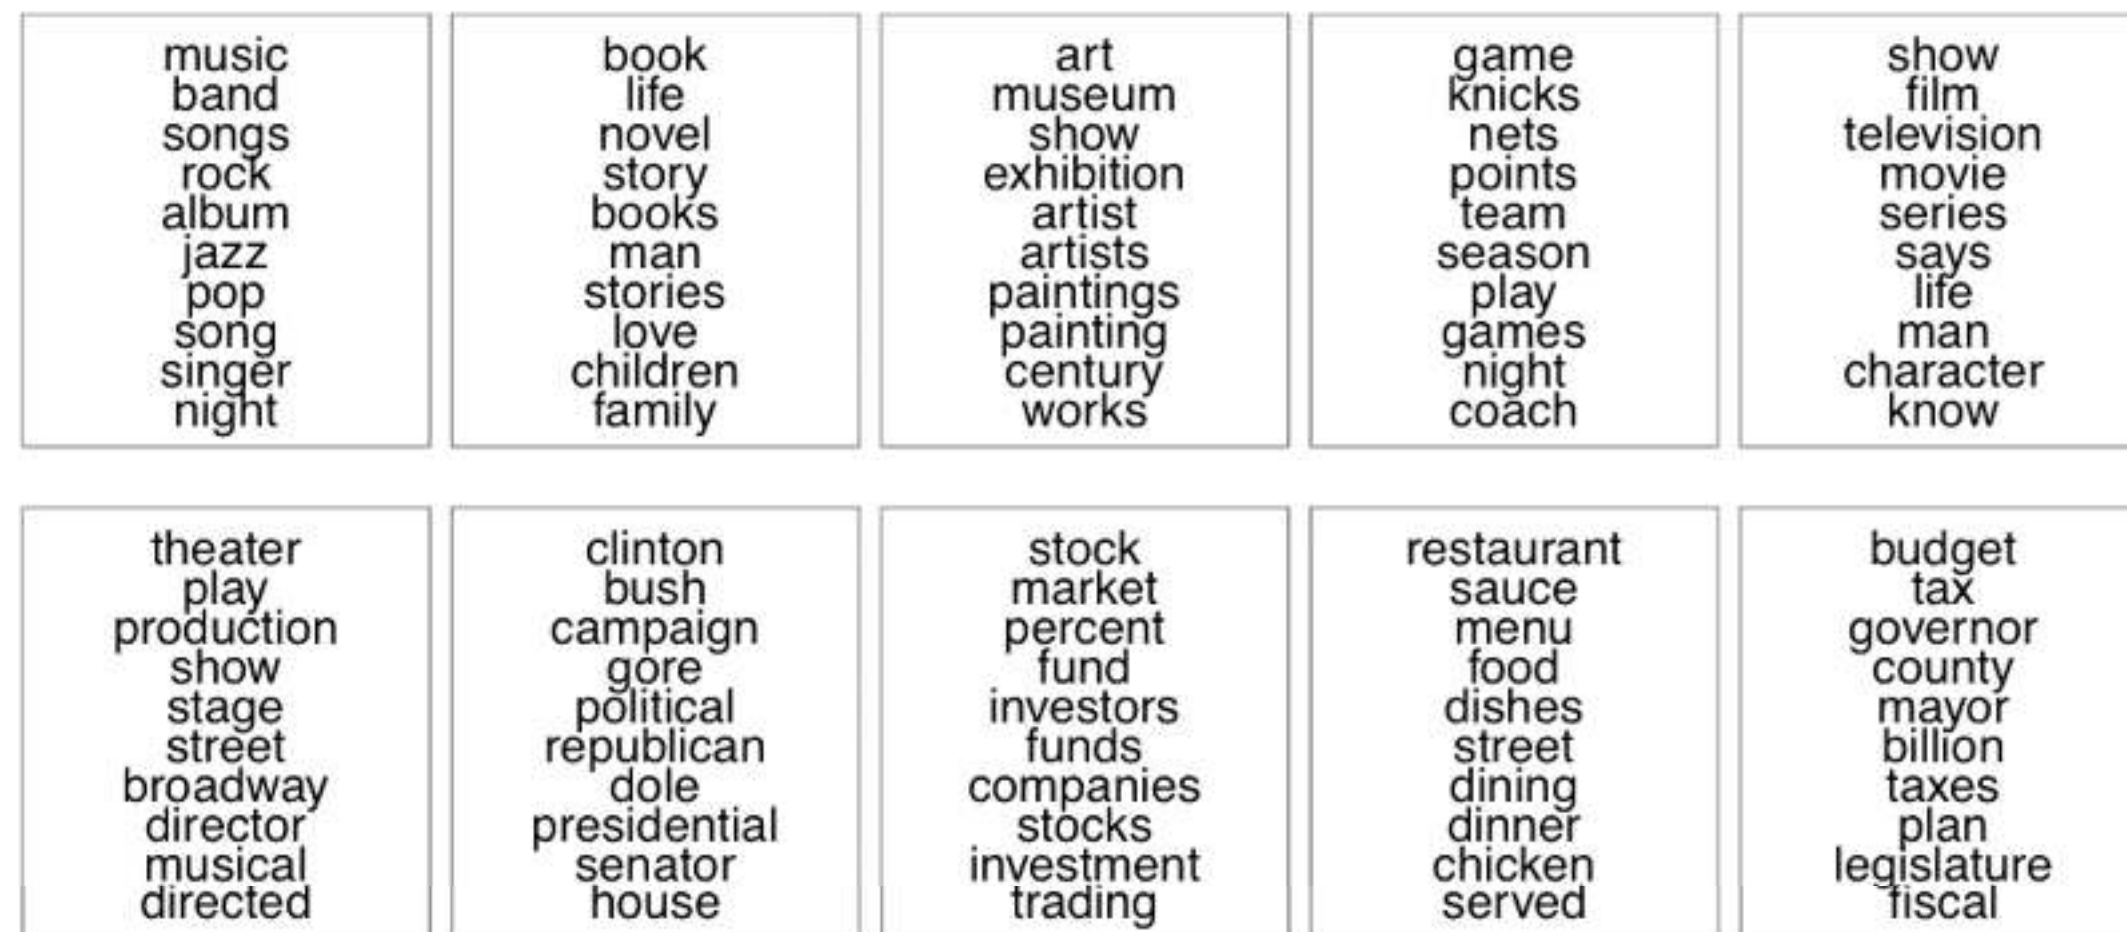 music
band
songs
rock
album
jazz
pop
song
singer
night
book
life
novel
story
books
man
stories
love
children
family
art
museum
show
exhibition
artist
artists
paintings
painting
century
works
game
knicks
nets
points
team
season
play
games
night
coach
show
film
television
movie
series
says
life
man
character
know
theater
play
production
show
stage
street
broadway
director
musical
directed
clinton
bush
campaign
gore
political
republican
dole
presidential
senator
house
stock
market
percent
fund
investors
funds
companies
stocks
investment
trading
restaurant
sauce
menu
food
dishes
street
dining
dinner
chicken
served
budget
tax
governor
county
mayor
billion
taxes
plan
legislature
fiscal